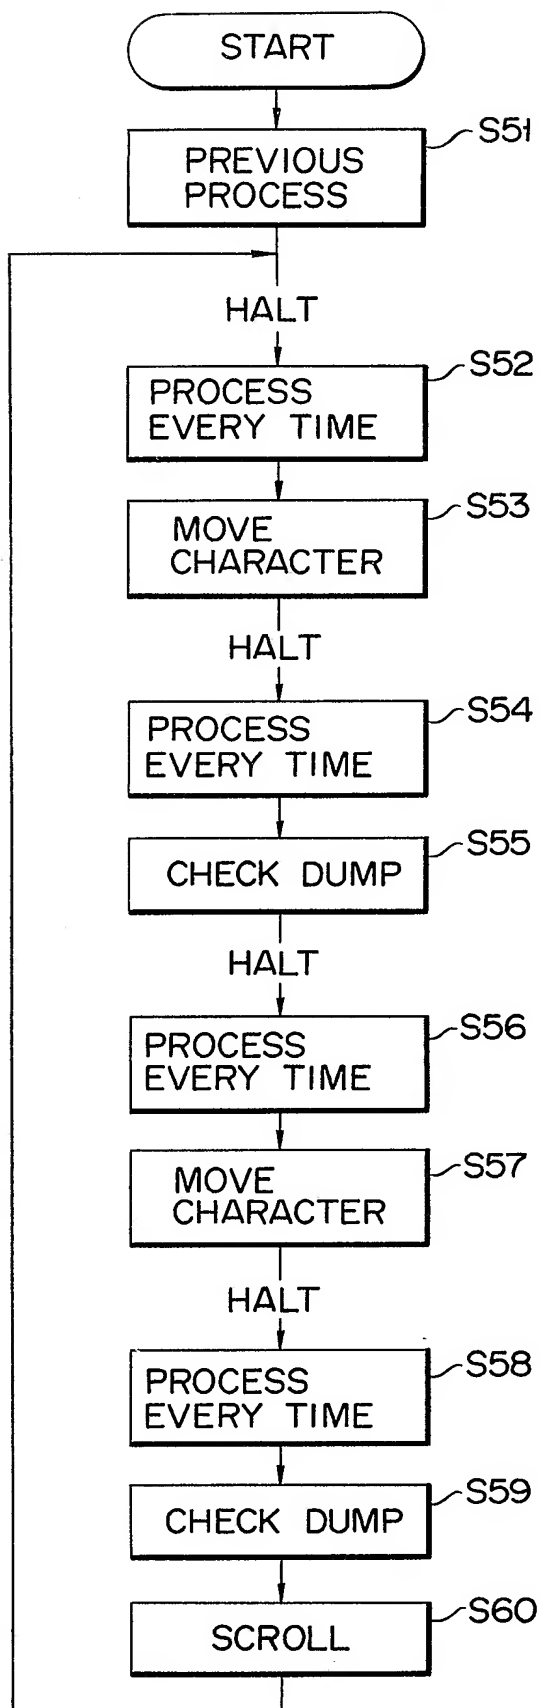 START
S51
PREVIOUS
PROCESS
HALT
S52
PROCESS
EVERY TIME
S53
MOVE
CHARACTER
HALT
S54
PROCESS
EVERY TIME
S55
CHECK DUMP
HALT
S56
PROCESS
EVERY TIME
S57
MOVE
CHARACTER
HALT
S58
PROCESS
EVERY TIME
S59
CHECK DUMP
S60
SCROLL